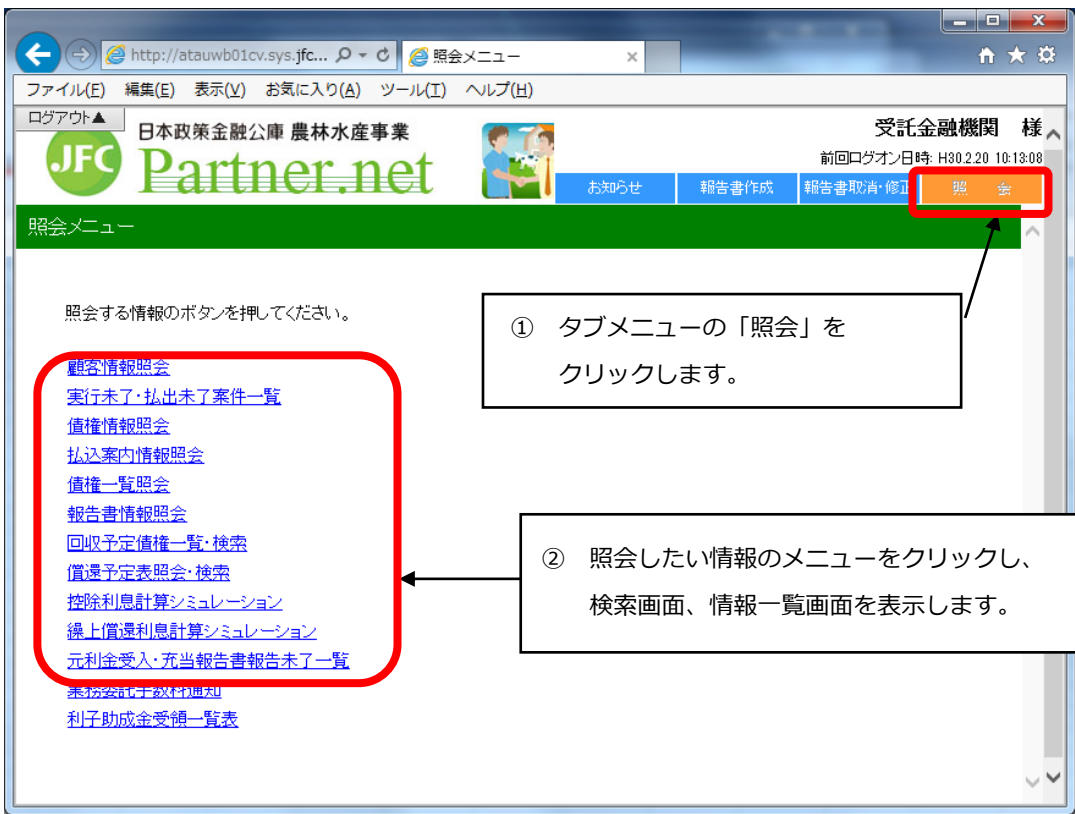 http://atauwb01cv.sys.jfc...
照会メニュー
ファイル(F) 編集(E) 表示(V) お気に入り(A) ツール(T) ヘルプ(H)
ログアウト▲
JFC
日本政策金融公庫 農林水産事業
Partner.net
受託金融機関 様
前回ログオン日時: H30.2.20 10:13:08
お知らせ 報告書作成 報告書取消・修正 照 会
照会メニュー
照会する情報のボタンを押してください。
① タブメニューの「照会」を
クリックします。
顧客情報照会
実行未了・払出未了案件一覧
債権情報照会
払込案内情報照会
債権一覧照会
報告書情報照会
回収予定債権一覧・検索
償還予定表照会・検索
控除利息計算シミュレーション
繰上償還利息計算シミュレーション
元利金受入・充当報告書報告未了一覧
業務委託手数料通知
利子助成金受領一覧表
② 照会したい情報のメニューをクリックし、
検索画面、情報一覧画面を表示します。